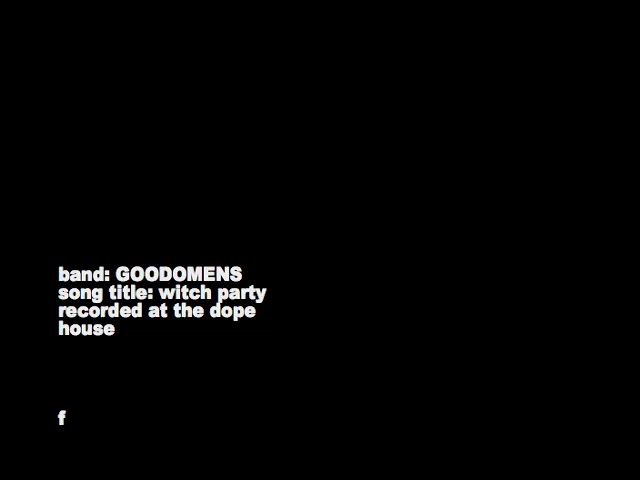 band: GOODOMENS
song title: witch party
recorded at the dope
house
f